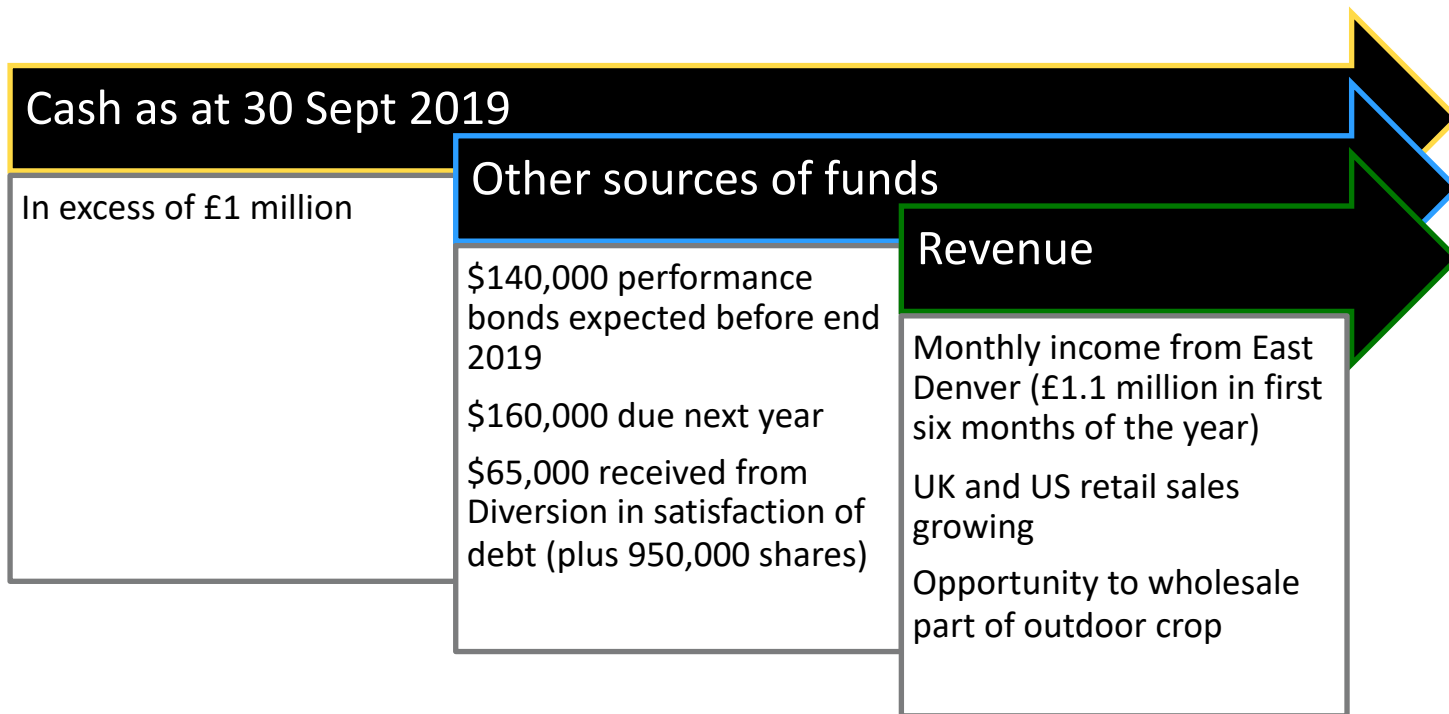 Cash as at 30 Sept 2019
In excess of £1 million
Other sources of funds
$140,000 performance
bonds expected before end
2019
$160,000 due next year
$65,000 received from
Diversion in satisfaction of
debt (plus 950,000 shares)
Revenue
Monthly income from East
Denver (£1.1 million in first
six months of the year)
UK and US retail sales
growing
Opportunity to wholesale
part of outdoor crop